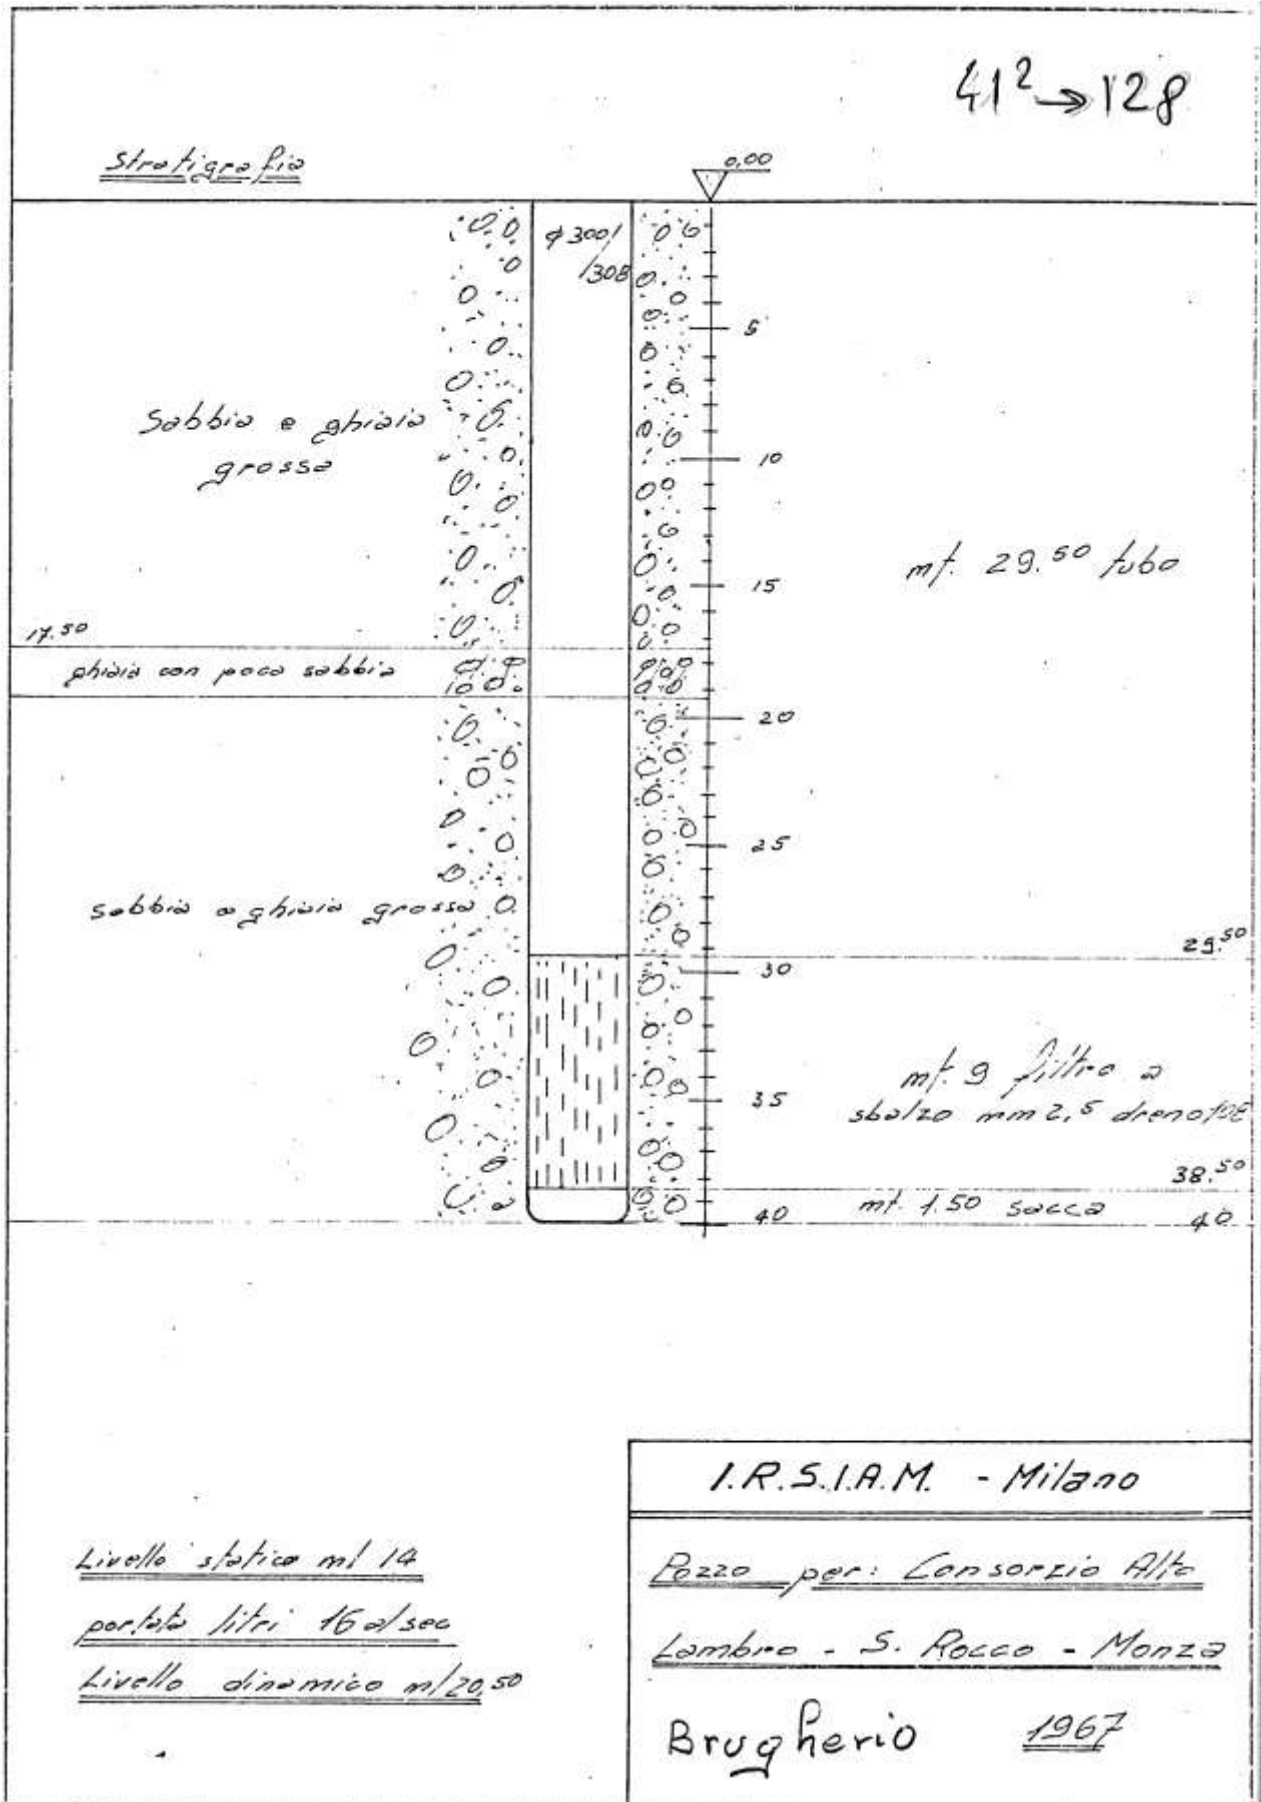 41² → 128
Stratigrafia
0,00
φ 300/
/308
5
Sabbia e ghiaia
grossa
10
mt. 29.50 tubo
15
17.50
ghiaia con poca sabbia
20
25
sabbia e ghiaia grossa
29.50
30
mt. 9 filtro a
sbalzo mm 2,5
35
38.50
mt. 1.50 sacca
40
40
I.R.S.I.A.M. - Milano
Livello statico mt 14
Pozzo per: Consorzio Alto
portata litri 16 al sec
Lambro - S. Rocco - Monza
Livello dinamico mt 20,50
Brugherio 1967